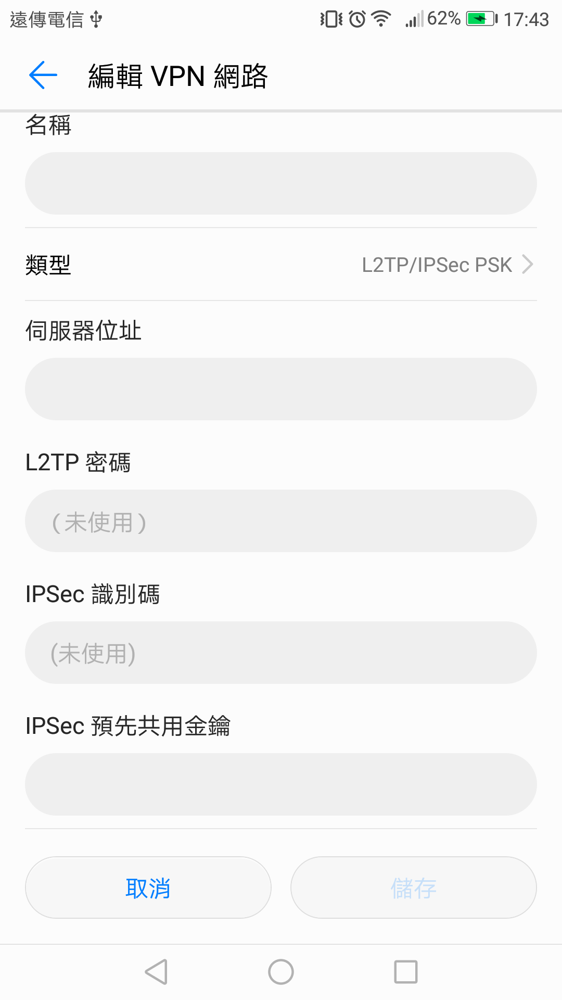 遠傳電信 62% 17:43
編輯 VPN 網路
名稱
類型 L2TP/IPSec PSK
伺服器位址
L2TP 密碼
（未使用）
IPSec 識別碼
(未使用)
IPSec 預先共用金鑰
取消 儲存